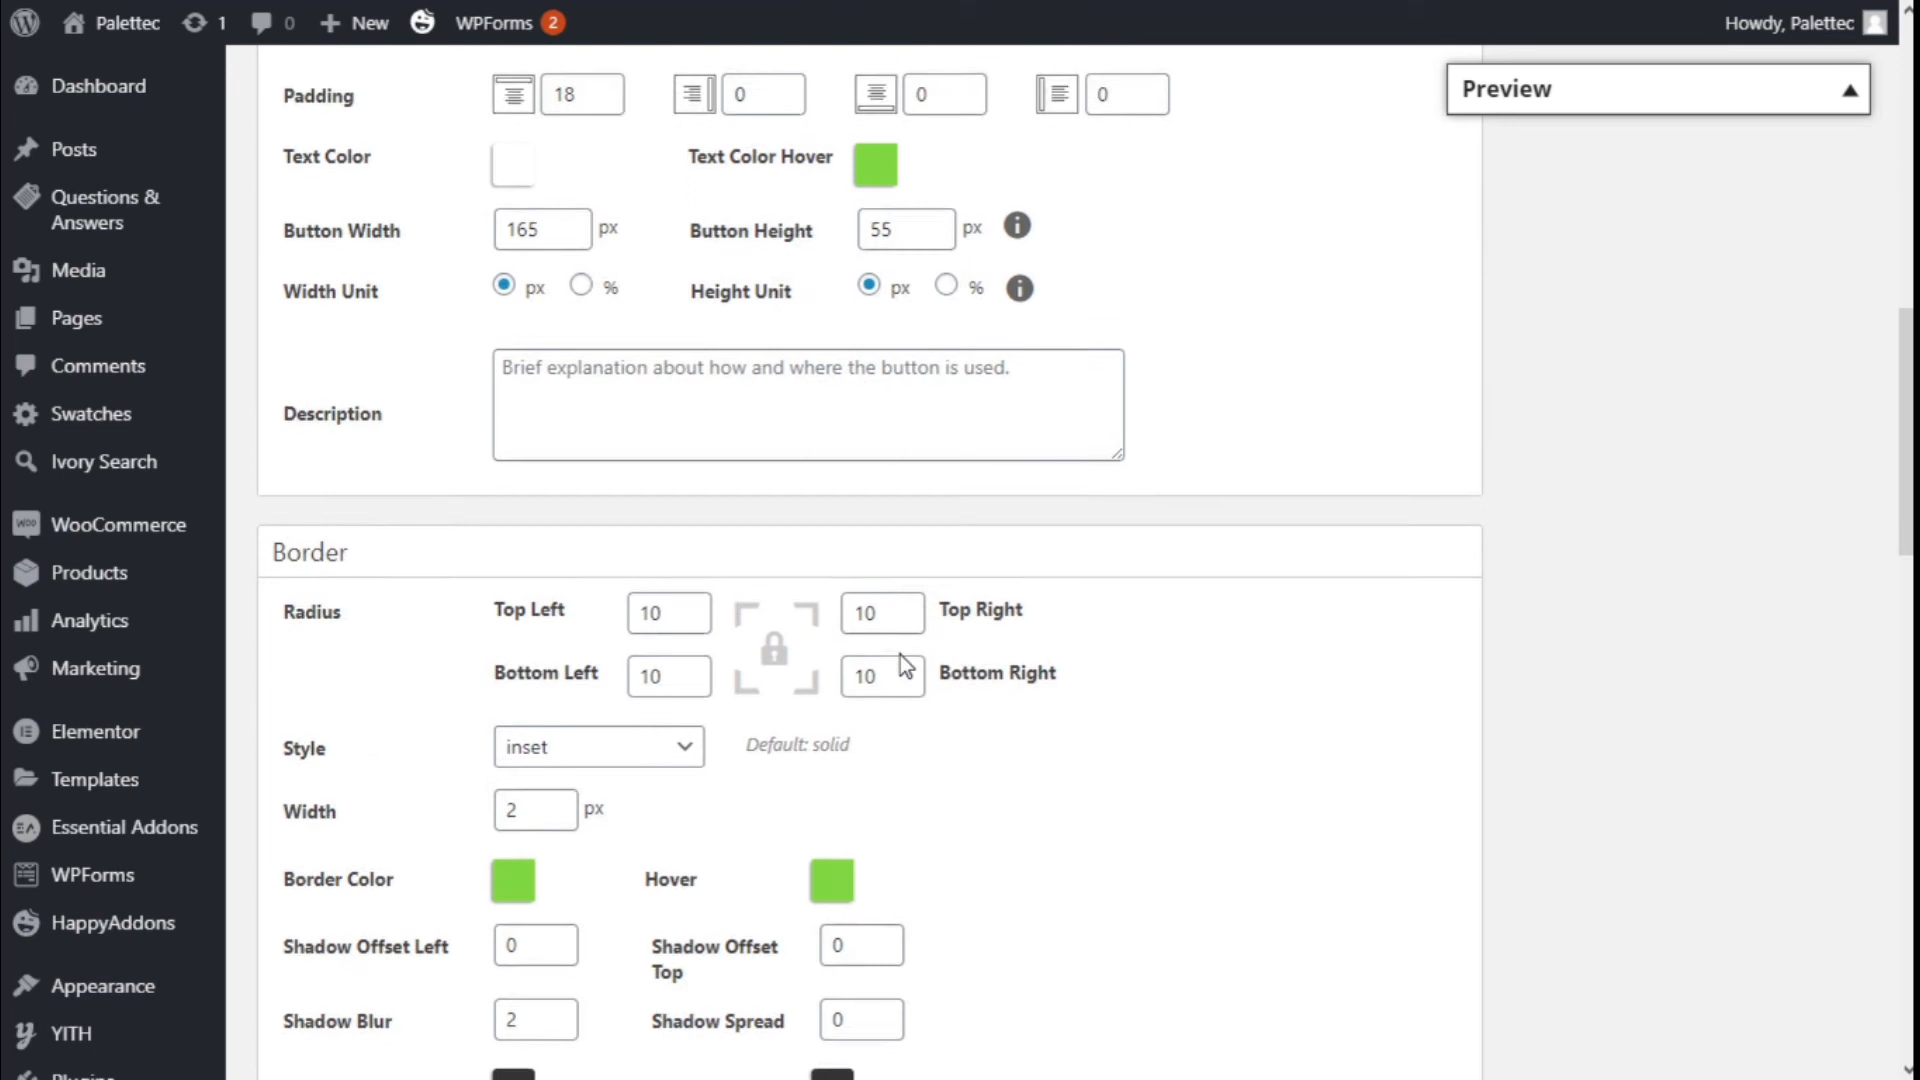 Palettec 1 0 New WPForms 2 Howdy, Palettec
Dashboard
Posts
Questions &
Answers
Media
Pages
Comments
Swatches
Ivory Search
WOO WooCommerce
Products
Analytics
Marketing
Elementor
Templates
Essential Addons
WPForms
HappyAddons
Appearance
YITH
Preview
Padding 18 0 0 0
Text Color Text Color Hover
Button Width 165 px Button Height 55 px
Width Unit px % Height Unit px %
Description Brief explanation about how and where the button is used.
Border
Radius Top Left 10 10 Top Right
Bottom Left 10 10 Bottom Right
Style inset Default: solid
Width 2 px
Border Color Hover
Shadow Offset Left 0 Shadow Offset
Top 0
Shadow Blur 2 Shadow Spread 0